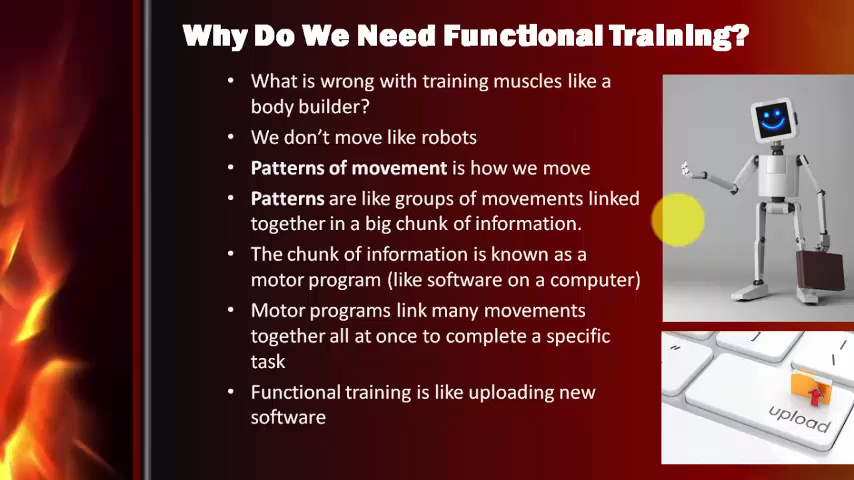 Why Do We Need Functional Training?
• What is wrong with training muscles like a
body builder?
• We don't move like robots
• Patterns of movement is how we move
• Patterns are like groups of movements linked
together in a big chunk of information.
• The chunk of information is known as a
motor program (like software on a computer)
• Motor programs link many movements
together all at once to complete a specific
task
• Functional training is like uploading new
software
upload